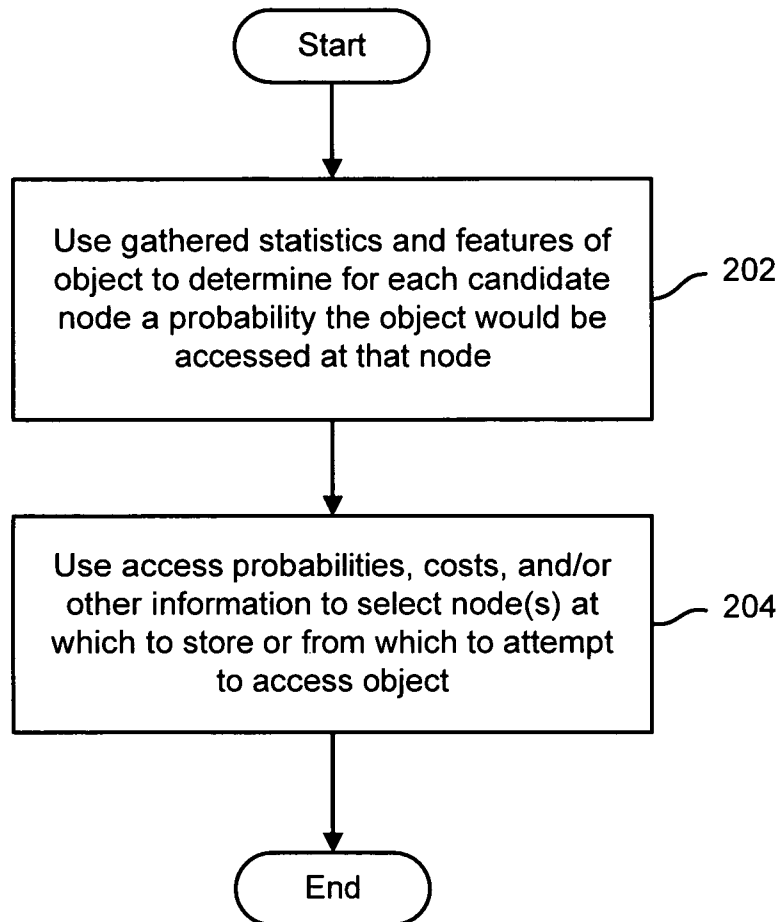 Start
Use gathered statistics and features of
object to determine for each candidate
node a probability the object would be
accessed at that node
202
Use access probabilities, costs, and/or
other information to select node(s) at
which to store or from which to attempt
to access object
204
End